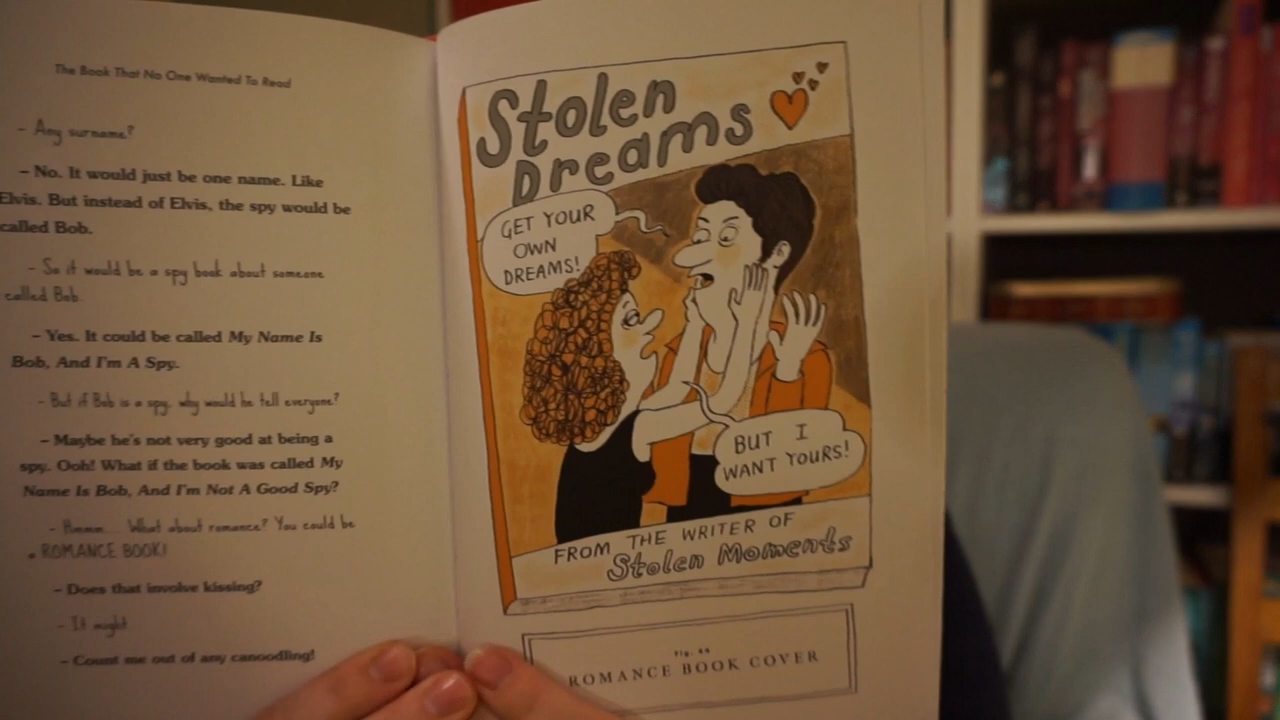 The Book That No One Wanted To Read
– Any surname?
– No. It would just be one name. Like
Elvis. But instead of Elvis, the spy would be
called Bob.
– So it would be a spy book about someone
called Bob.
– Yes. It could be called My Name Is
Bob, And I'm A Spy.
– But if Bob is a spy, why would he tell everyone?
– Maybe he's not very good at being a
spy. Ooh! What if the book was called My
Name Is Bob, And I'm Not A Good Spy?
– Hmmm... What about romance? You could be
a ROMANCE BOOK!
– Does that involve kissing?
– It might
– Count me out of any canoodling!
Stolen
Dreams
GET YOUR
OWN
DREAMS!
BUT I
WANT YOURS!
FROM THE WRITER OF
Stolen Moments
Fig.
ROMANCE BOOK COVER